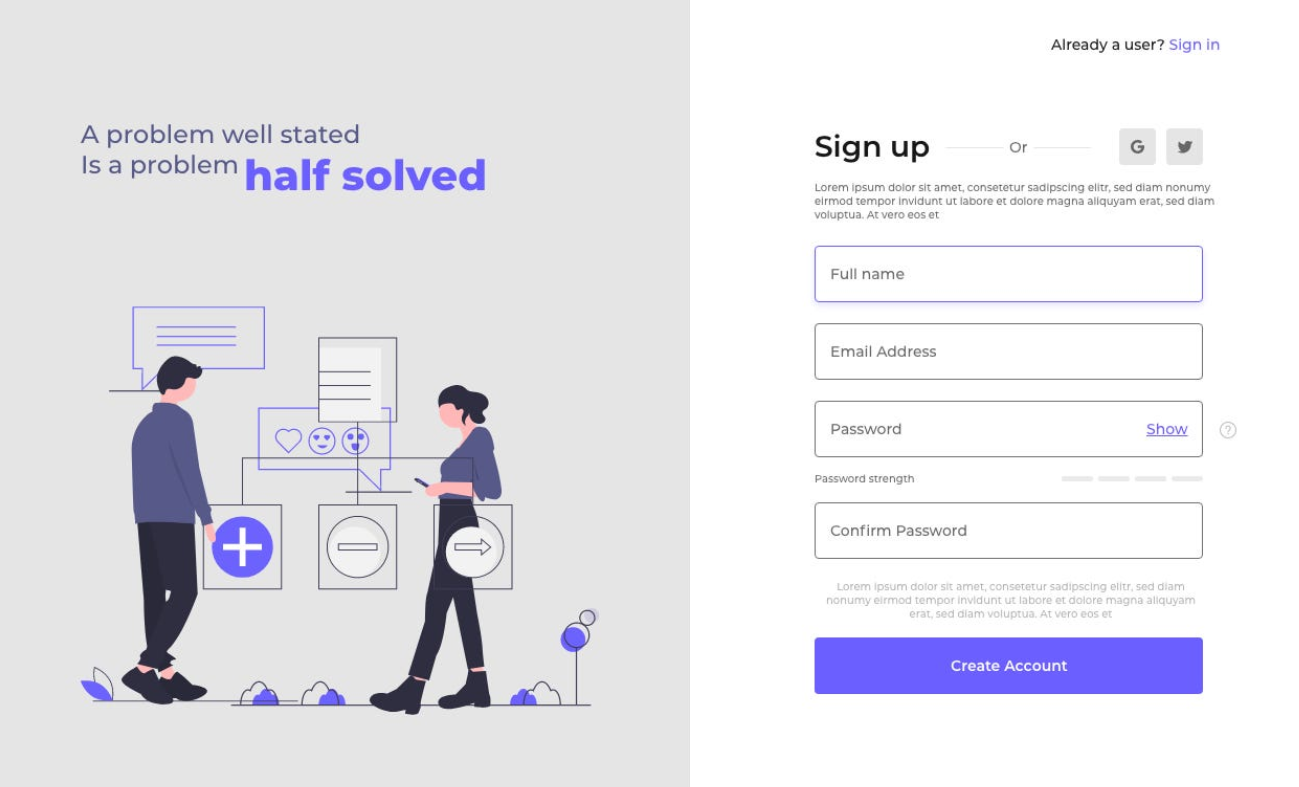 Already a user? Sign in
A problem well stated
Is a problem half solved
Sign up
Or
G
Lorem ipsum dolor sit amet, consetetur sadipscing elitr, sed diam nonumy
eirmod tempor invidunt ut labore et dolore magna aliquyam erat, sed diam
voluptua. At vero eos et
Full name
Email Address
Password
Show
?
Password strength
Confirm Password
Lorem ipsum dolor sit amet, consetetur sadipscing elitr, sed diam
nonumy eirmod tempor invidunt ut labore et dolore magna aliquyam
erat, sed diam voluptua. At vero eos et
Create Account